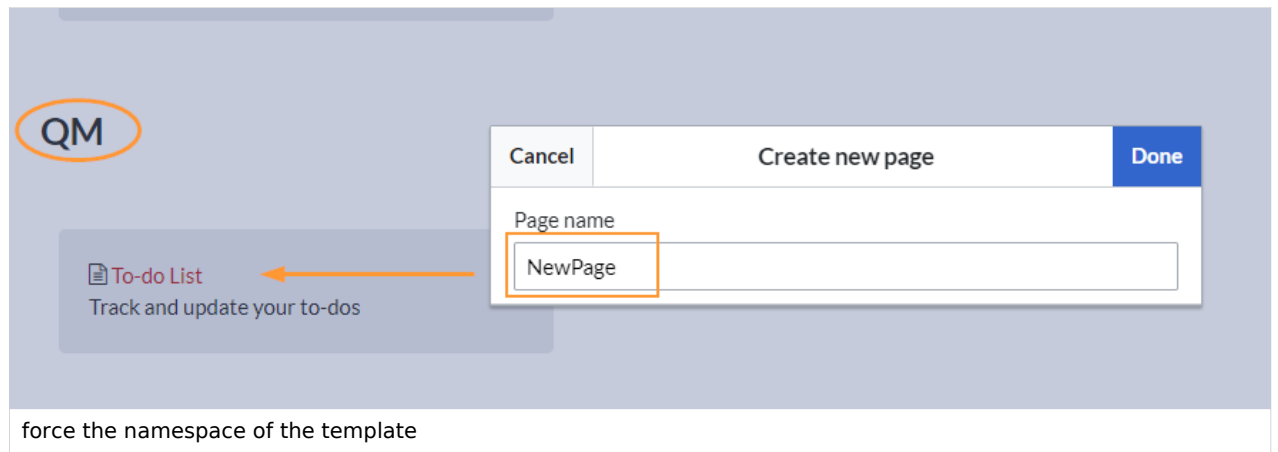 QM
Cancel Create new page Done
Page name
NewPage
To-do List
Track and update your to-dos
force the namespace of the template